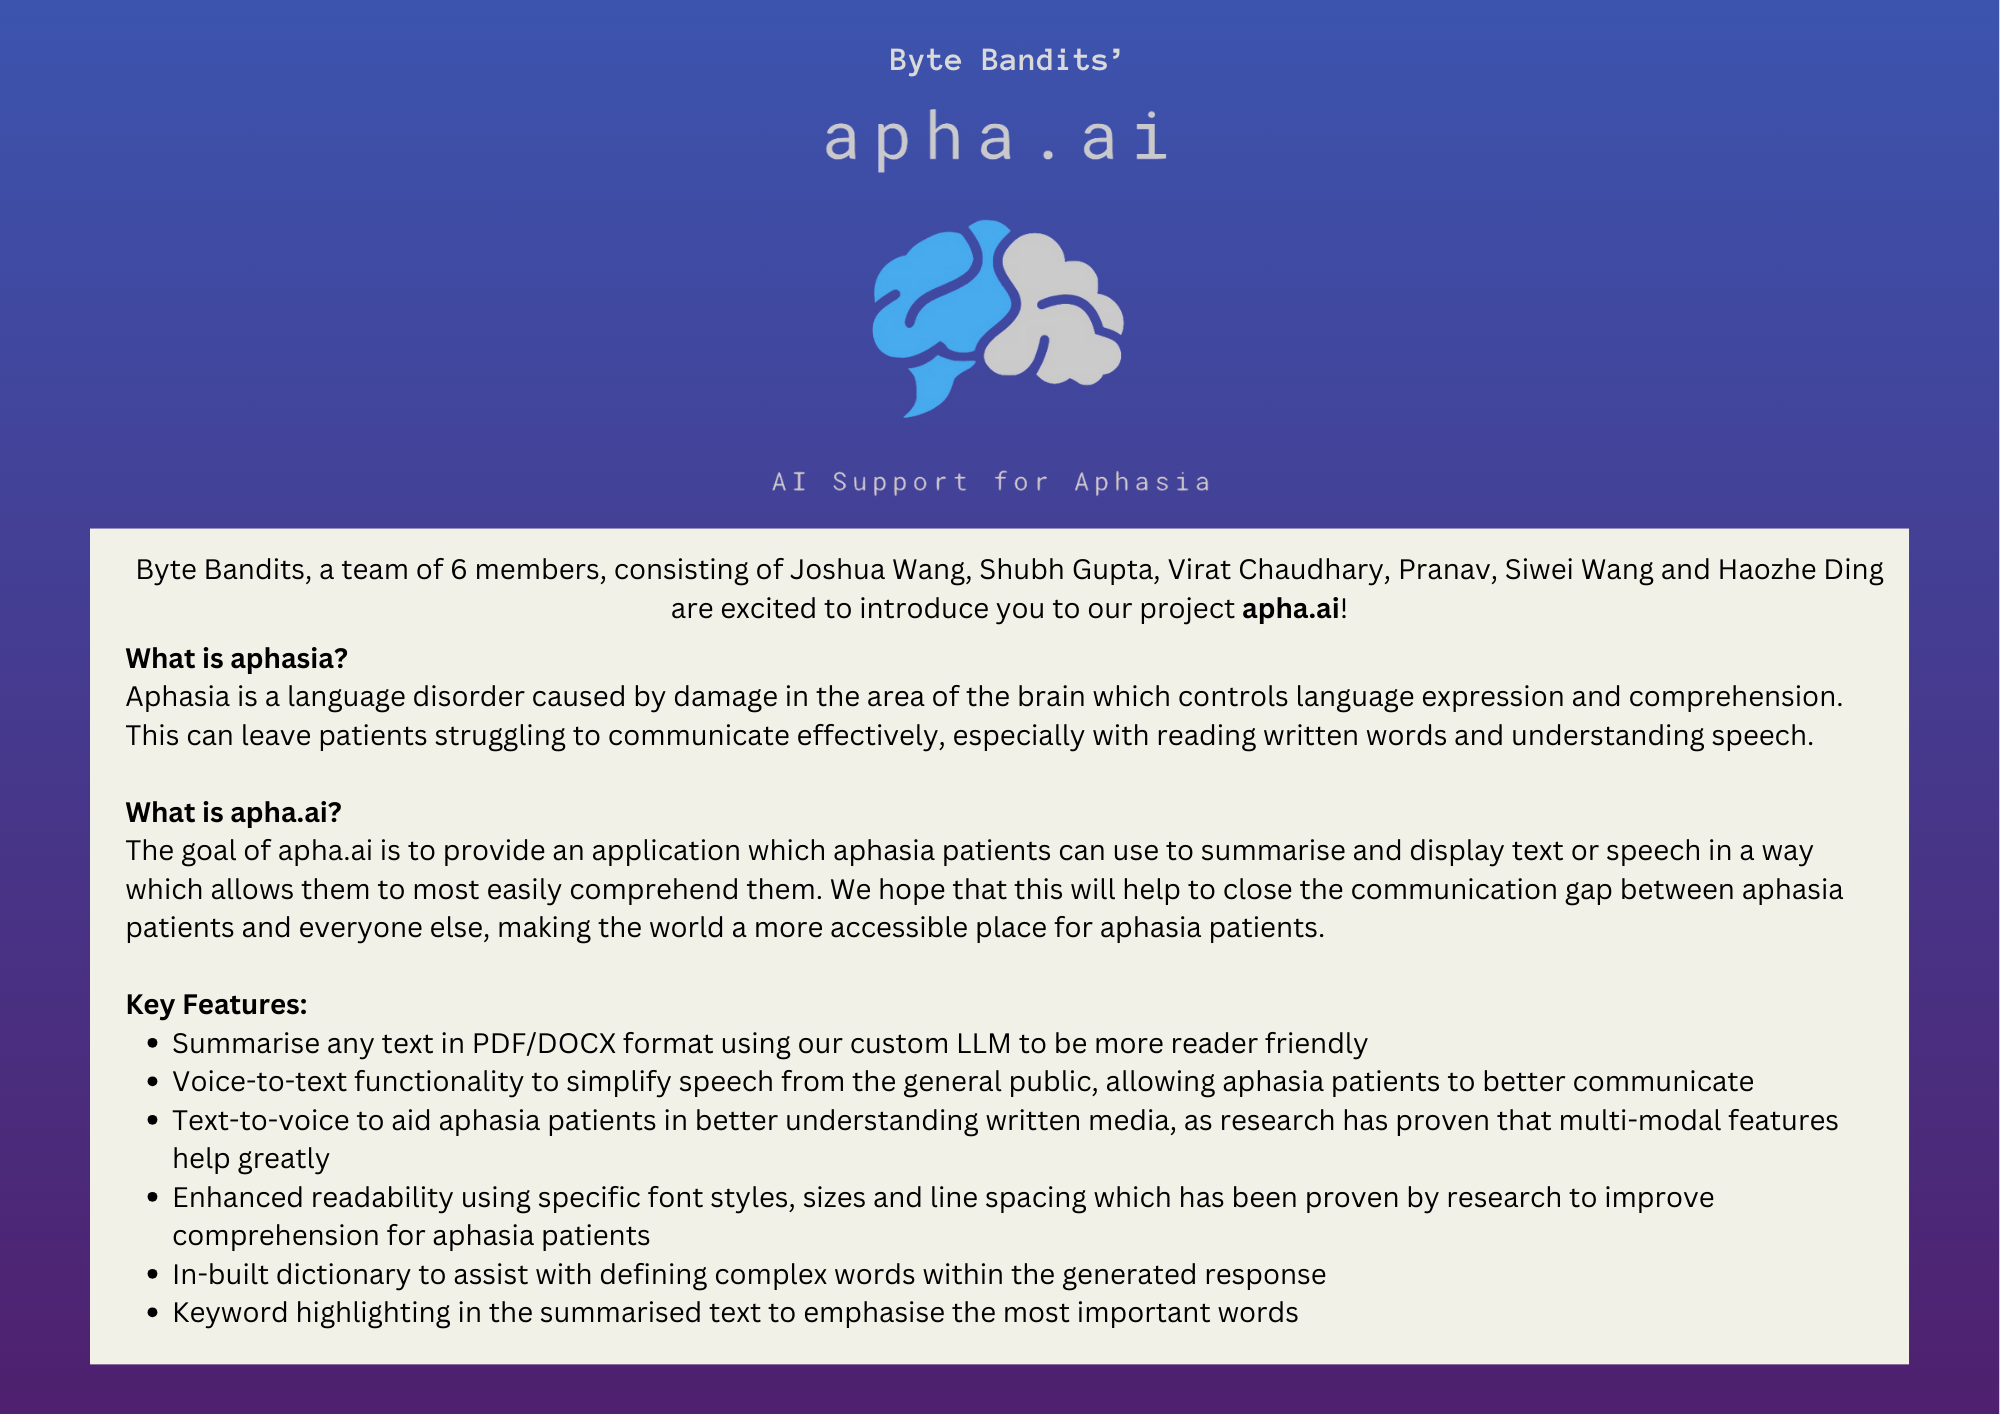 Byte Bandits’
apha.ai
AI Support for Aphasia
Byte Bandits, a team of 6 members, consisting of Joshua Wang, Shubh Gupta, Virat Chaudhary, Pranav, Siwei Wang and Haozhe Ding
are excited to introduce you to our project apha.ai!
What is aphasia?
Aphasia is a language disorder caused by damage in the area of the brain which controls language expression and comprehension.
This can leave patients struggling to communicate effectively, especially with reading written words and understanding speech.
What is apha.ai?
The goal of apha.ai is to provide an application which aphasia patients can use to summarise and display text or speech in a way
which allows them to most easily comprehend them. We hope that this will help to close the communication gap between aphasia
patients and everyone else, making the world a more accessible place for aphasia patients.
Key Features:
• Summarise any text in PDF/DOCX format using our custom LLM to be more reader friendly
• Voice-to-text functionality to simplify speech from the general public, allowing aphasia patients to better communicate
• Text-to-voice to aid aphasia patients in better understanding written media, as research has proven that multi-modal features
help greatly
• Enhanced readability using specific font styles, sizes and line spacing which has been proven by research to improve
comprehension for aphasia patients
• In-built dictionary to assist with defining complex words within the generated response
• Keyword highlighting in the summarised text to emphasise the most important words